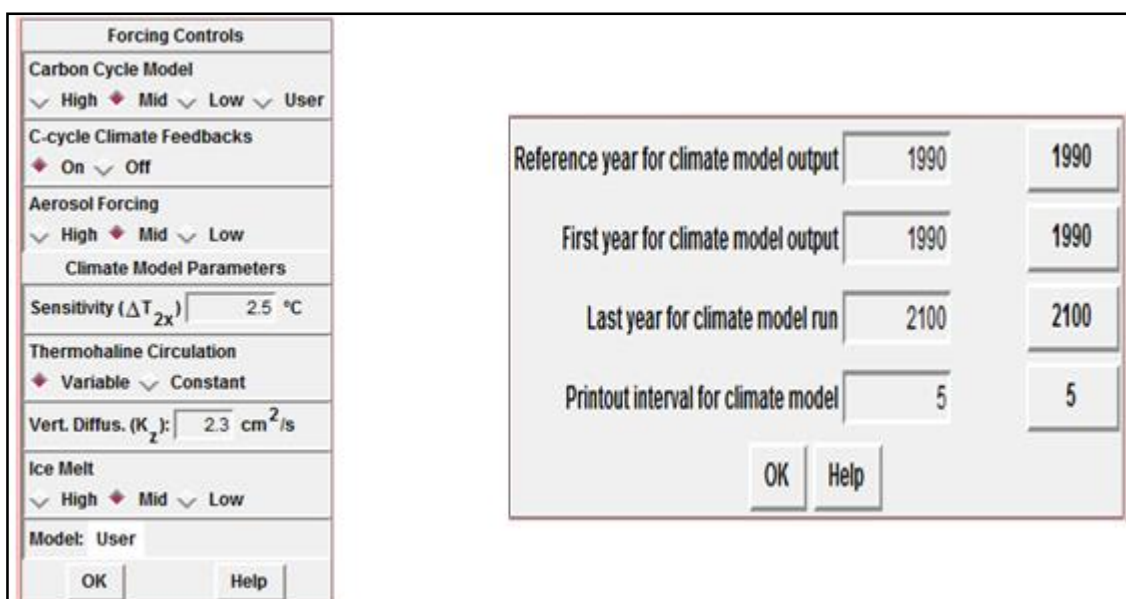 Forcing Controls
Carbon Cycle Model
High Mid Low User
C-cycle Climate Feedbacks
On Off
Aerosol Forcing
High Mid Low
Climate Model Parameters
Sensitivity (ΔT2x) 2.5 °C
Thermohaline Circulation
Variable Constant
Vert. Diffus. (Kz): 2.3 cm²/s
Ice Melt
High Mid Low
Model: User
OK Help
Reference year for climate model output 1990 1990
First year for climate model output 1990 1990
Last year for climate model run 2100 2100
Printout interval for climate model 5 5
OK Help